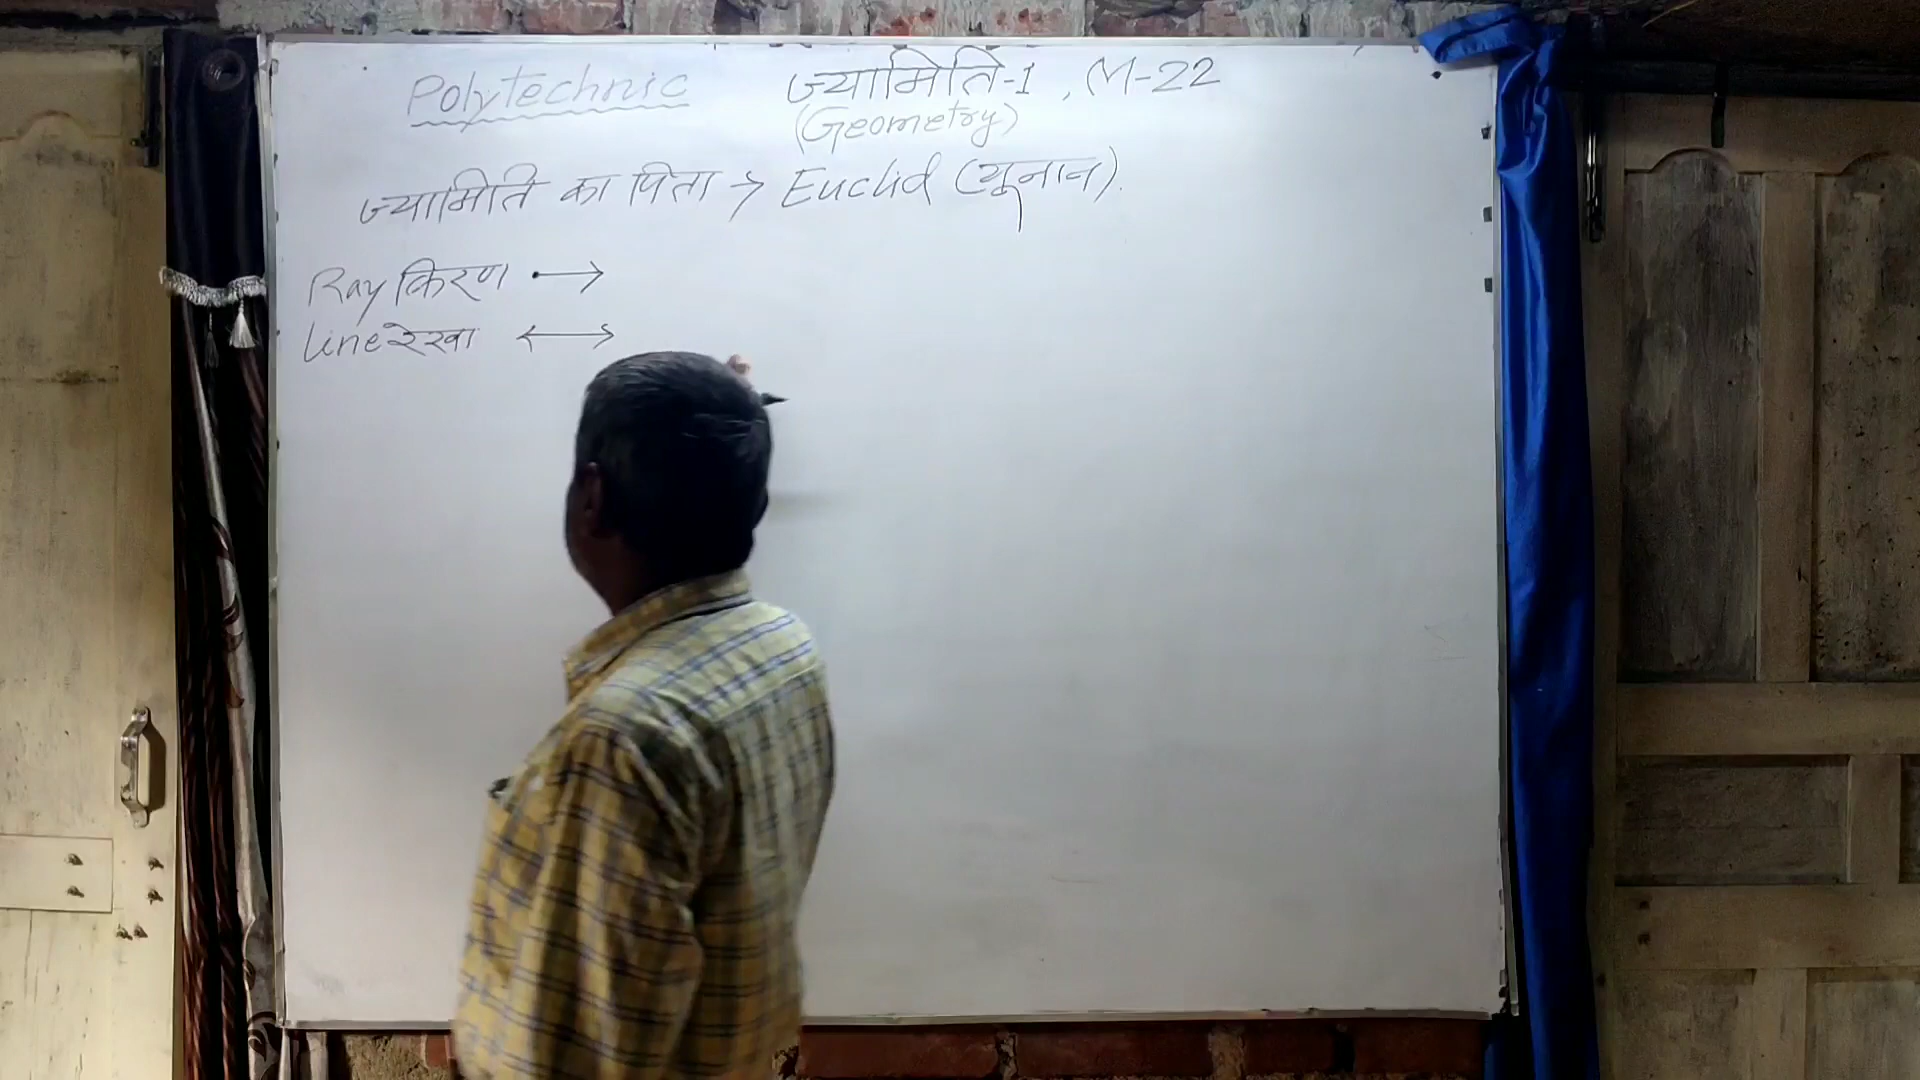 Polytechnic ज्यामिति-1, M-22
(Geometry)
ज्यामिति का पिता → Euclid (यूनान).
Ray किरण •→
Line रेखा ↔